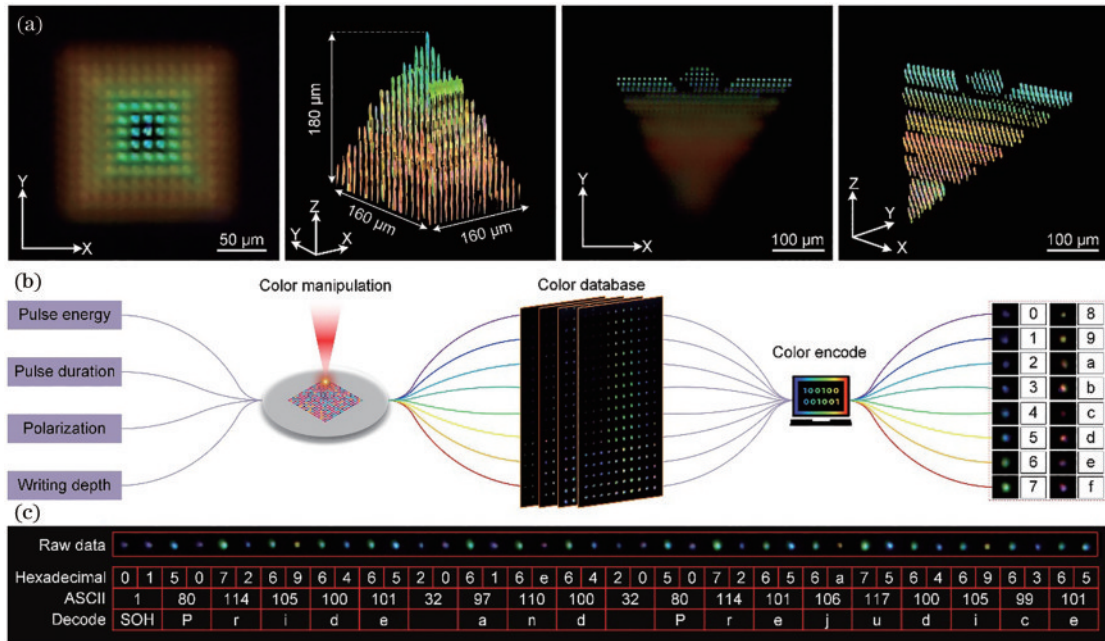 (a)
Y
X
50 μm
180 μm
160 μm
160 μm
Z
Y
X
Y
X
100 μm
Z
Y
X
100 μm
(b)
Color manipulation
Color database
Pulse energy
Pulse duration
Polarization
Writing depth
Color encode
100100
001001
0 8
1 9
2 a
3 b
4 c
5 d
6 e
7 f
(c)
Raw data
Hexadecimal 0 1 5 0 7 2 6 9 6 4 6 5 2 0 6 1 6 e 6 4 2 0 5 0 7 2 6 5 6 a 7 5 6 4 6 9 6 3 6 5
ASCII 1 80 114 105 100 101 32 97 110 100 32 80 114 101 106 117 100 105 99 101
Decode SOH P r i d e a n d P r e j u d i c e